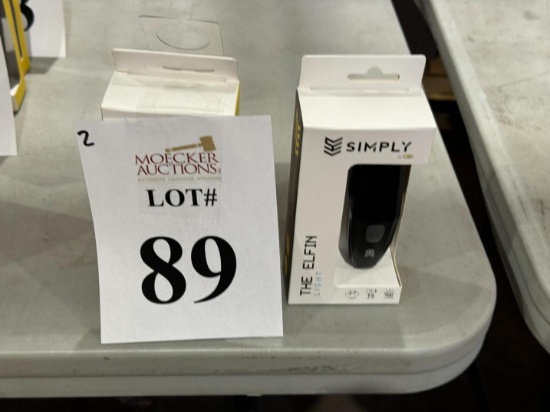 2
MOECKER
AUCTIONS
LOT#
89
SIMPLY
THE ELFIN
LIGHT